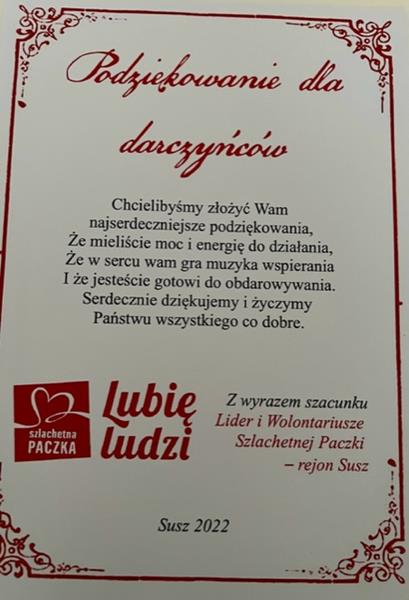 Podziękowanie dla
darczyńców
Chcielibyśmy złożyć Wam
najserdeczniejsze podziękowania,
Że mieliście moc i energię do działania,
Że w sercu wam gra muzyka wspierania
I że jesteście gotowi do obdarowywania.
Serdecznie dziękujemy i życzymy
Państwu wszystkiego co dobre.
szlachetna
PACZKA
Lubię
ludzi
Z wyrazem szacunku
Lider i Wolontariusze
Szlachetnej Paczki
– rejon Susz
Susz 2022